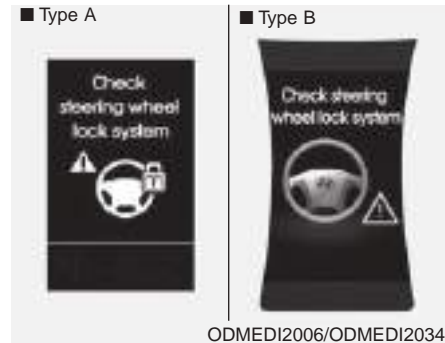 ■ Type A
Check
steering wheel
lock system
■ Type B
Check steering
wheel lock system
ODMEDI2006/ODMEDI2034